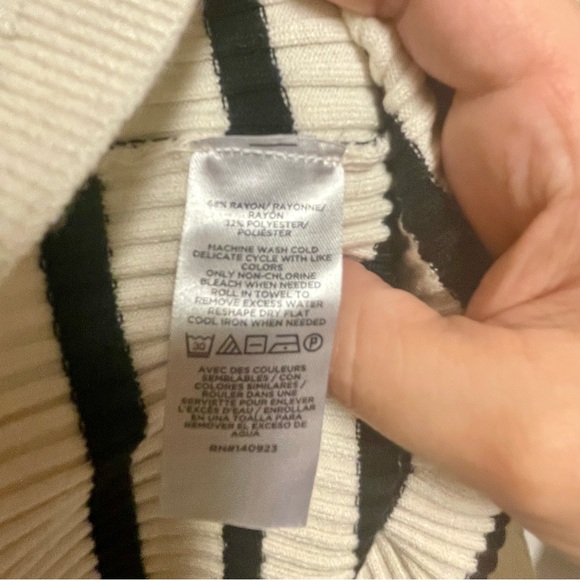 68% RAYON/RAYONNE/
RAYON
32% POLYESTER/
POLIÉSTER
MACHINE WASH COLD
DELICATE CYCLE WITH LIKE
COLORS
ONLY NON-CHLORINE
BLEACH WHEN NEEDED
ROLL IN TOWEL TO
REMOVE EXCESS WATER
RESHAPE DRY FLAT
COOL IRON WHEN NEEDED
30 P
AVEC DES COULEURS
SEMBLABLES / CON
COLORES SIMILARES /
ROULER DANS UNE
SERVIETTE POUR ENLEVER
L'EXCÈS D'EAU / ENROLLAR
EN UNA TOALLA PARA
REMOVER EL EXCESO DE
AGUA
RN#140923